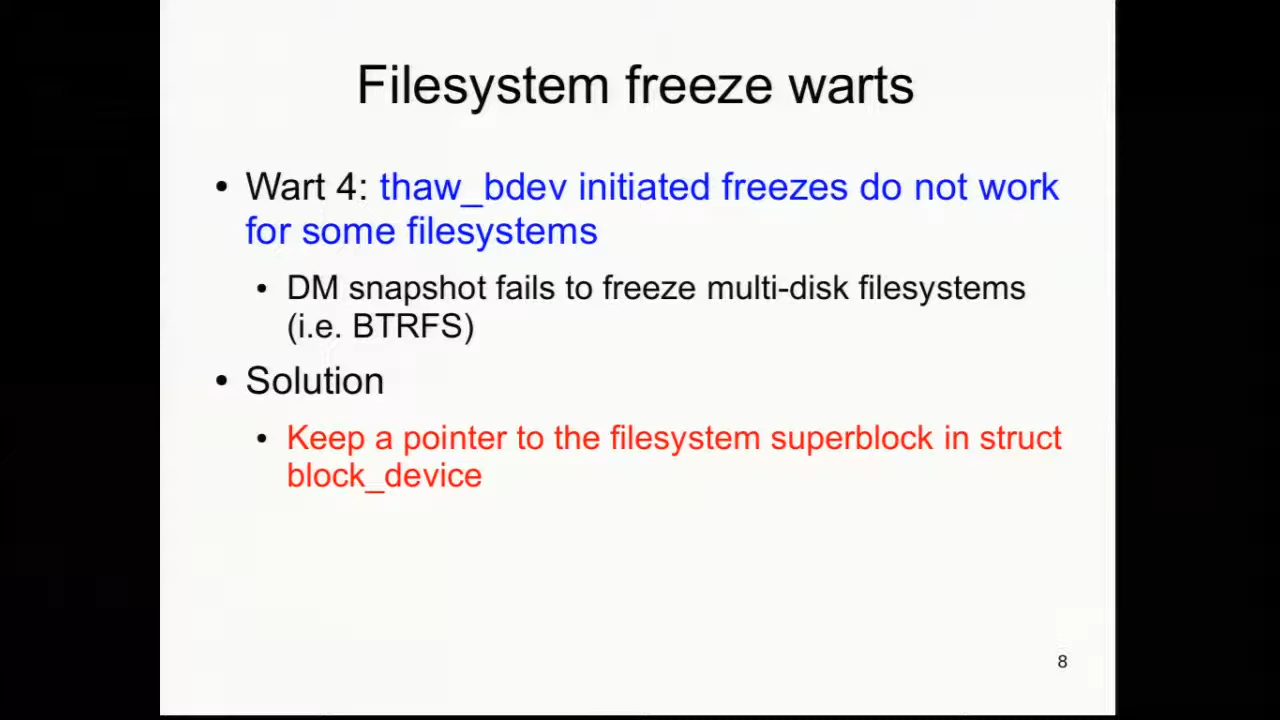 Filesystem freeze warts
• Wart 4: thaw_bdev initiated freezes do not work
for some filesystems
• DM snapshot fails to freeze multi-disk filesystems
(i.e. BTRFS)
• Solution
• Keep a pointer to the filesystem superblock in struct
block_device
8